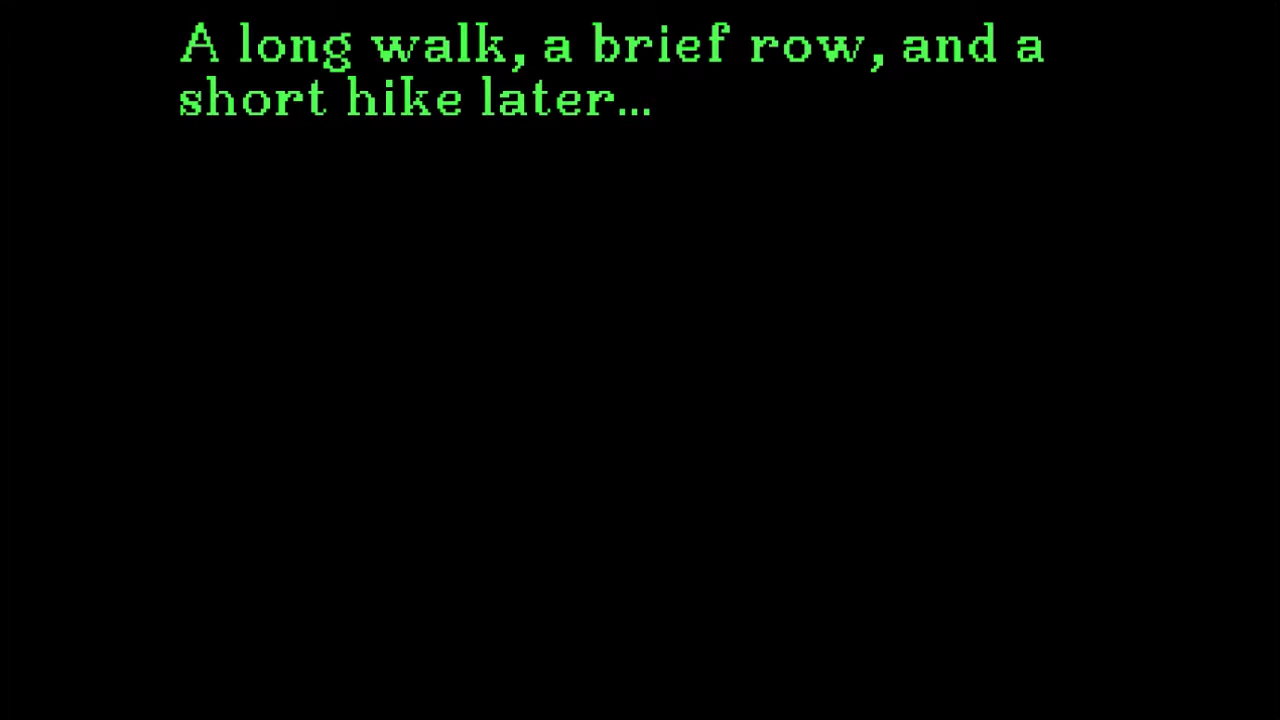 A long walk, a brief row, and a
short hike later...